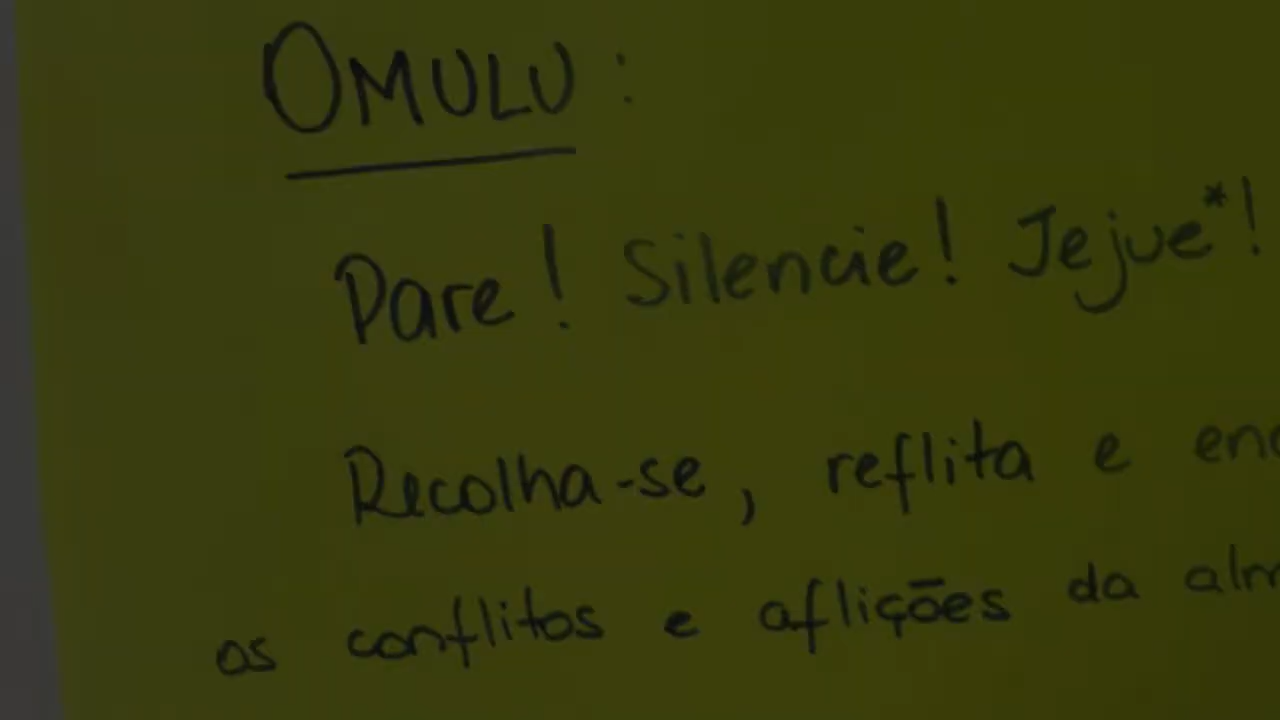 OMULU:
Pare! Silencie! Jejue*!
Recolha-se, reflita e
os conflitos e aflições da